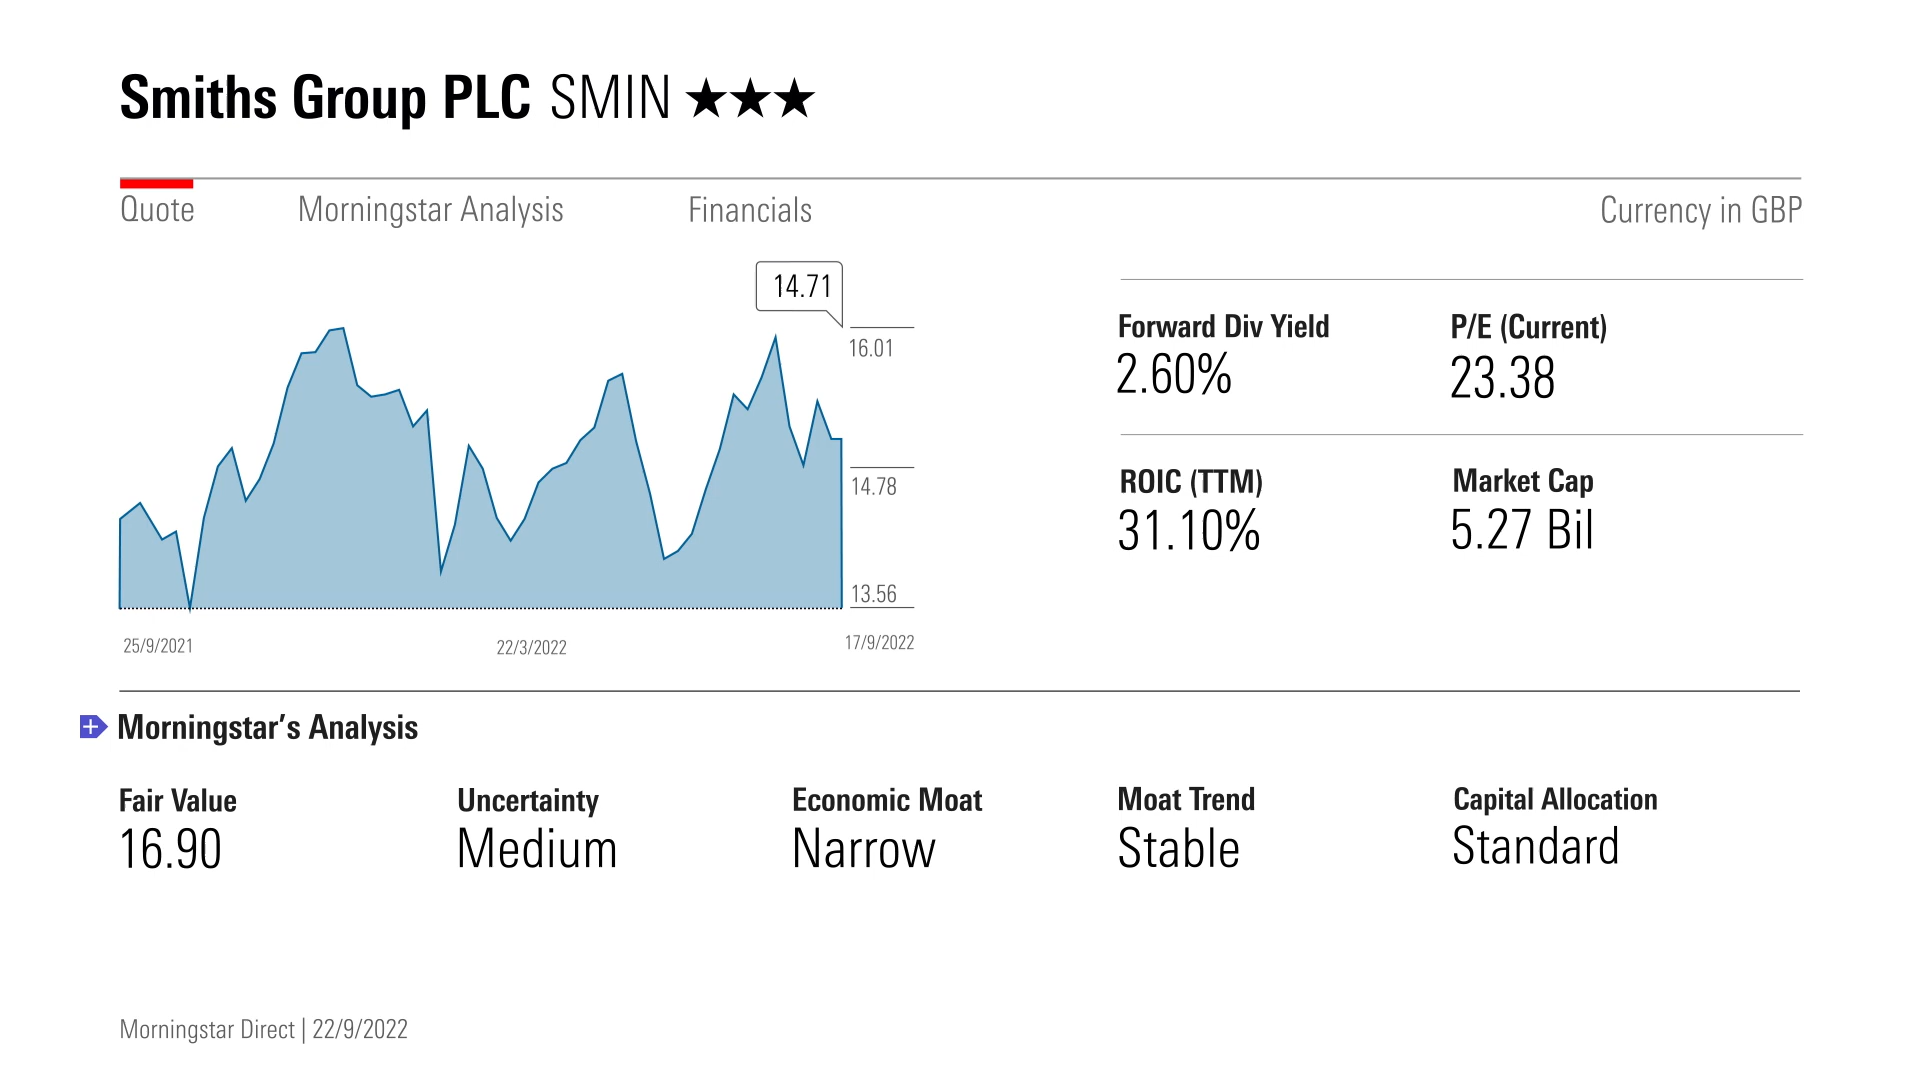 Smiths Group PLC SMIN ★★★
Quote Morningstar Analysis Financials Currency in GBP
14.71
16.01
14.78
13.56
25/9/2021 22/3/2022 17/9/2022
Forward Div Yield P/E (Current)
2.60% 23.38
ROIC (TTM) Market Cap
31.10% 5.27 Bil
Morningstar’s Analysis
Fair Value Uncertainty Economic Moat Moat Trend Capital Allocation
16.90 Medium Narrow Stable Standard
Morningstar Direct | 22/9/2022